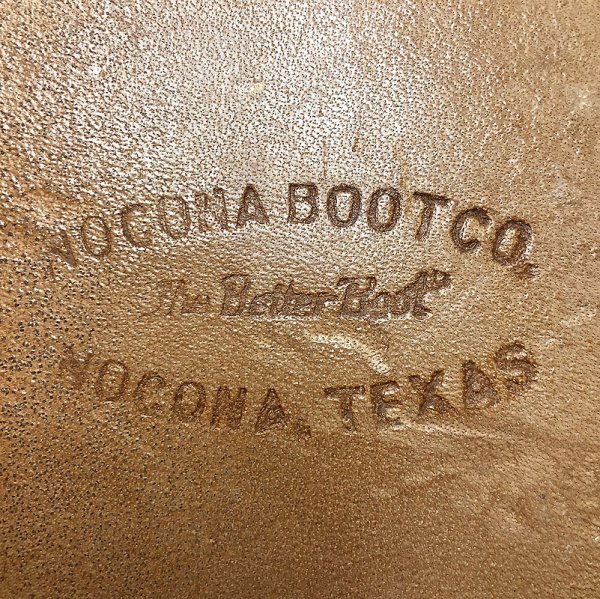 NOCONA BOOT CO.
"The Better Boot"
NOCONA, TEXAS